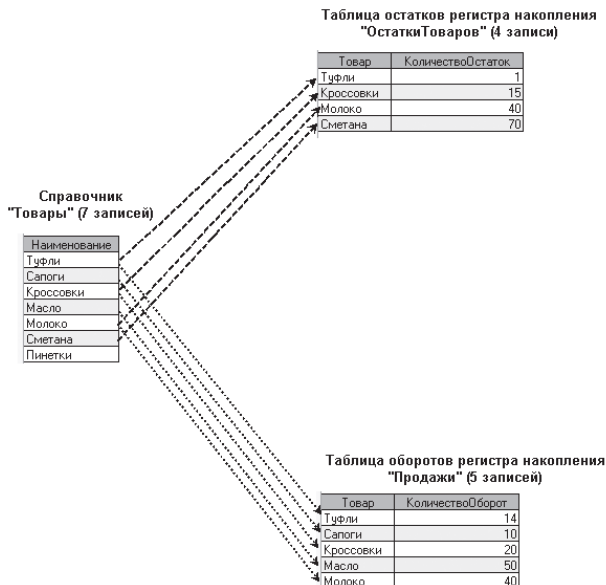 Таблица остатков регистра накопления
"ОстаткиТоваров" (4 записи)
Товар КоличествоОстаток
Туфли 1
Кроссовки 15
Молоко 40
Сметана 70
Справочник
"Товары" (7 записей)
Наименование
Туфли
Сапоги
Кроссовки
Масло
Молоко
Сметана
Пинетки
Таблица оборотов регистра накопления
"Продажи" (5 записей)
Товар КоличествоОборот
Туфли 14
Сапоги 10
Кроссовки 20
Масло 50
Молоко 40